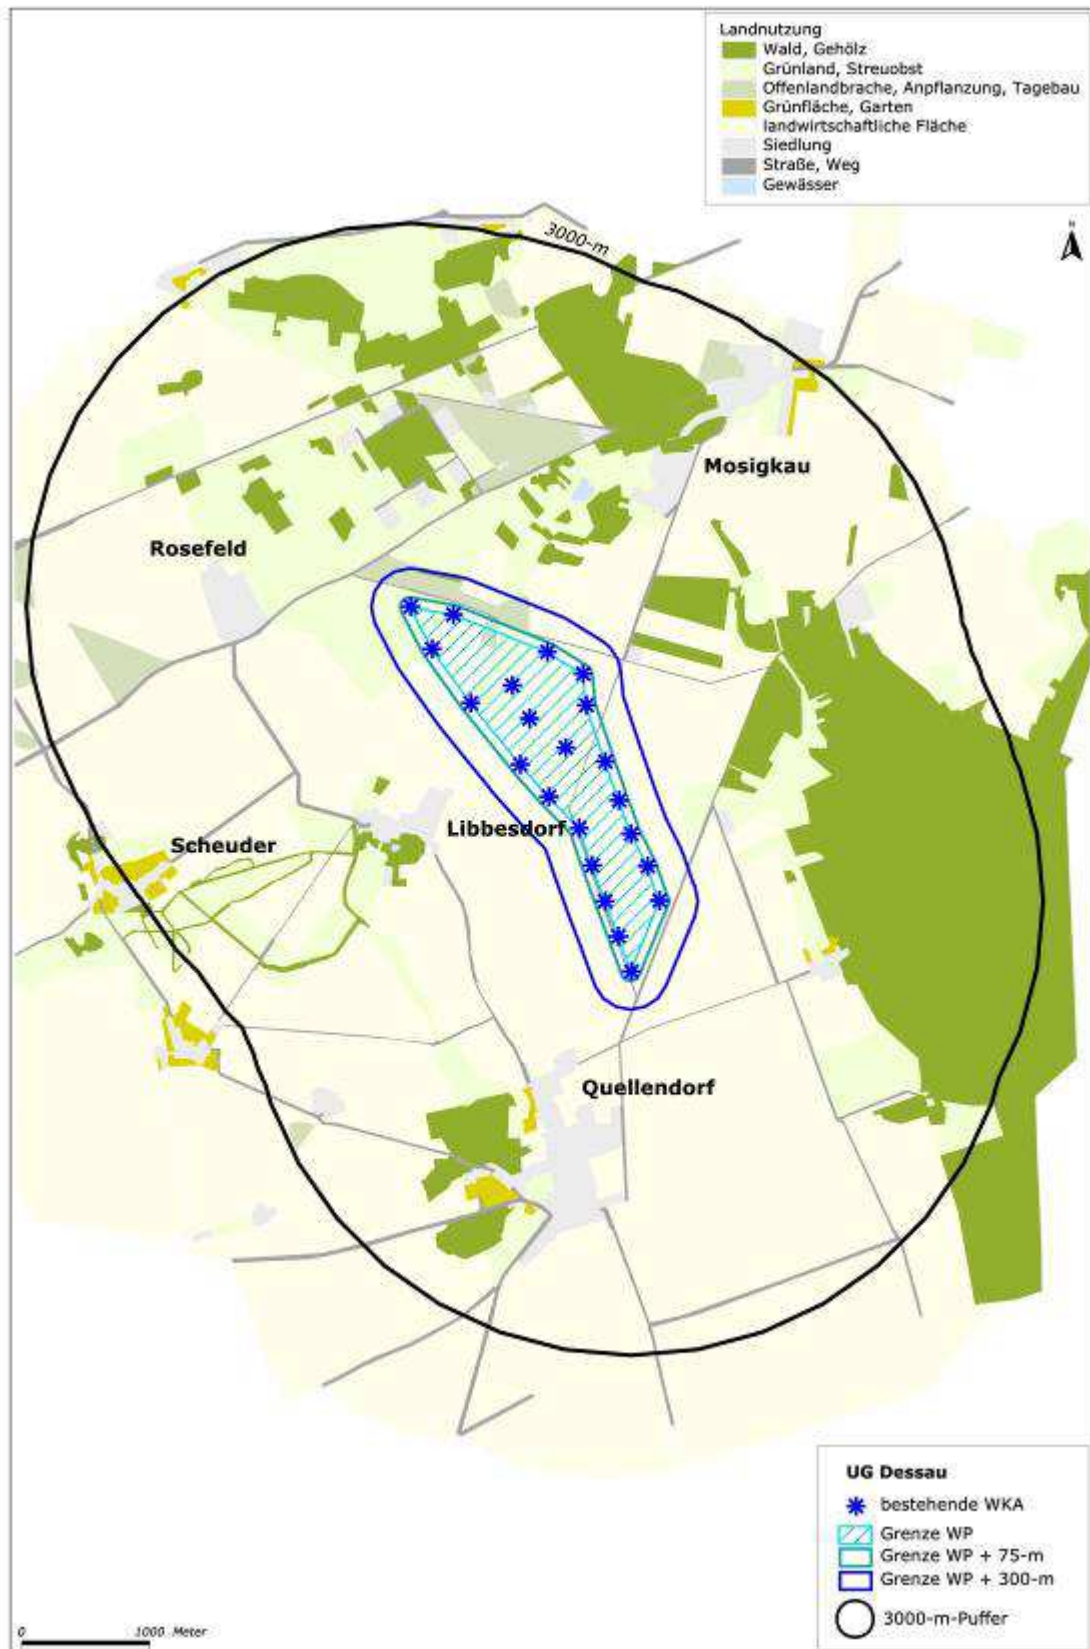 Landnutzung
Wald, Gehölz
Grünland, Streuobst
Offenlandbrache, Anpflanzung, Tagebau
Grünfläche, Garten
landwirtschaftliche Fläche
Siedlung
Straße, Weg
Gewässer
N
3000-m
Mosigkau
Rosefeld
Libbesdorf
Scheuder
Quellendorf
UG Dessau
bestehende WKA
Grenze WP
Grenze WP + 75-m
Grenze WP + 300-m
3000-m-Puffer
0 1000 Meter